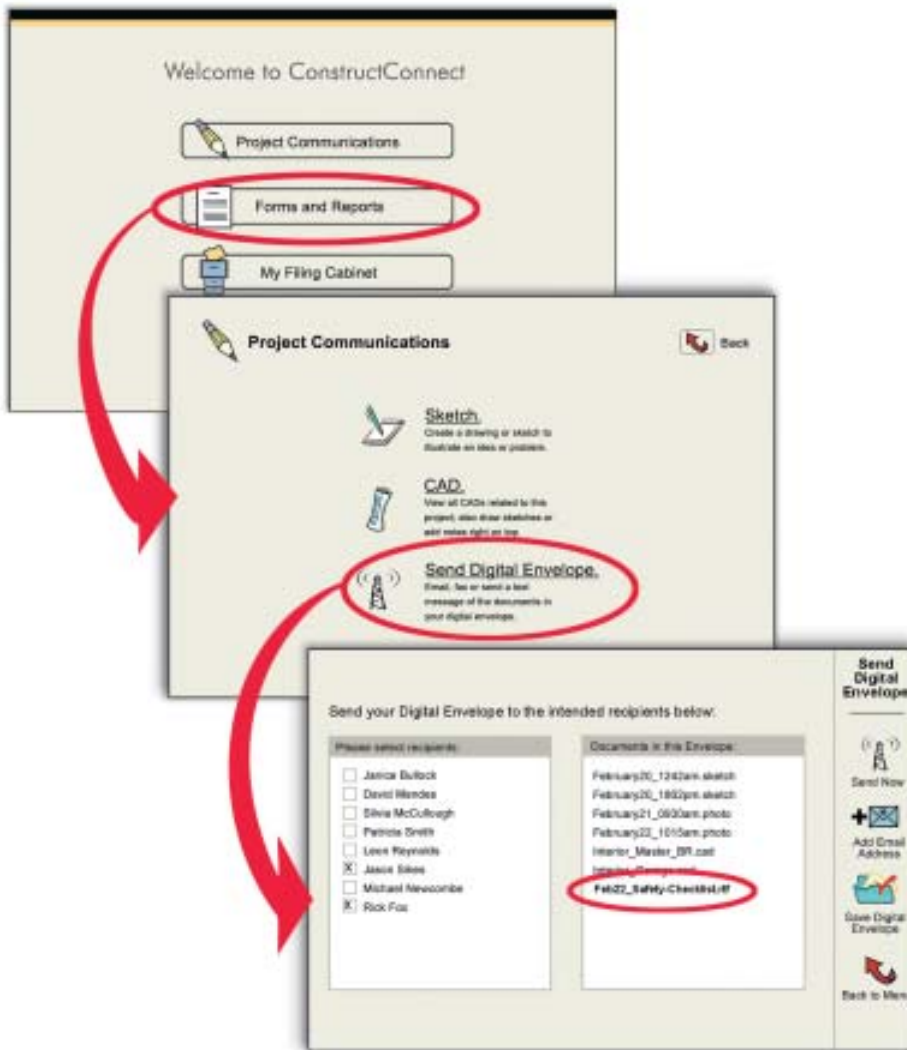 Welcome to ConstructConnect
Project Communications
Forms and Reports
My Filing Cabinet
Project Communications
Back
Sketch.
Create a drawing or sketch to
illustrate an idea or problem.
CAD.
View all CADs related to this
project, also draw sketches or
add notes right on top
Send Digital Envelope.
Email, fax or send a text
message of the documents in
your digital envelope.
Send your Digital Envelope to the intended recipients below:
Please select recipients:
Janice Bullock
David Mendes
Silvia McCullough
Patricia Smith
Leon Reynolds
X Jason Sikes
Michael Newcombe
X Rick Fox
Documents in this Envelope:
February20_1242am.sketch
February20_1802pm.sketch
February21_0930am.photo
February22_1015am.photo
Interior_Master_BR.cad
Feb22_Safety-Checklist.rtf
Send
Digital
Envelope
Send Now
Add Email
Address
Save Digital
Envelope
Back to Menu